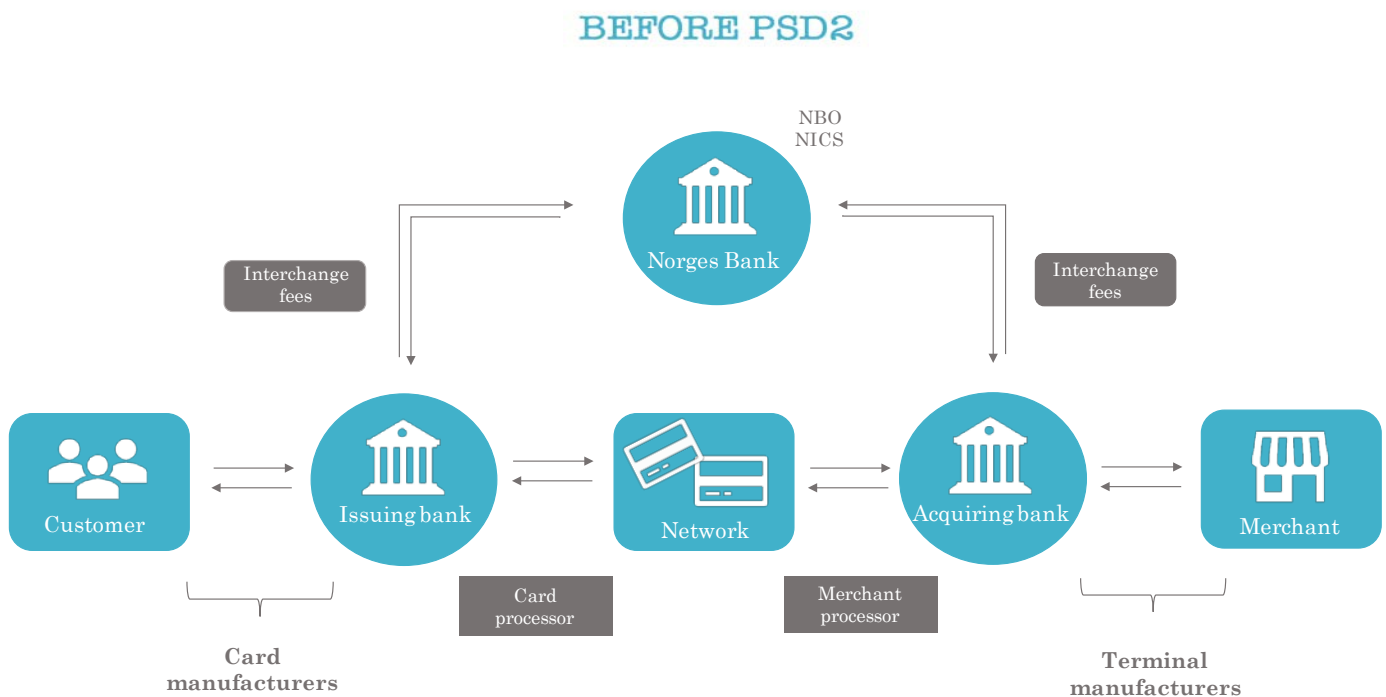 BEFORE PSD2
NBO
NICS
Norges Bank
Interchange
fees
Interchange
fees
Customer
Issuing bank
Network
Acquiring bank
Merchant
Card
processor
Merchant
processor
Card
manufacturers
Terminal
manufacturers